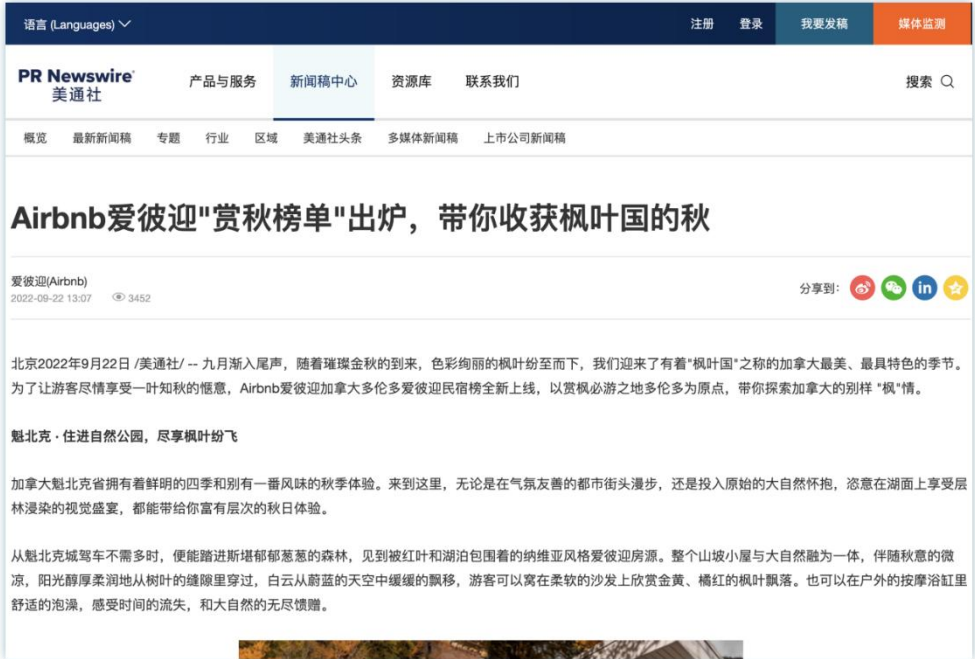 语言 (Languages)
注册
登录
我要发稿
媒体监测
PR Newswire
美通社
产品与服务
新闻稿中心
资源库
联系我们
搜索
概览
最新新闻稿
专题
行业
区域
美通社头条
多媒体新闻稿
上市公司新闻稿
Airbnb爱彼迎"赏秋榜单"出炉，带你收获枫叶国的秋
爱彼迎(Airbnb)
2022-09-22 13:07
3452
分享到:
in
北京2022年9月22日 /美通社/ -- 九月渐入尾声，随着璀璨金秋的到来，色彩绚丽的枫叶纷至而下，我们迎来了有着"枫叶国"之称的加拿大最美、最具特色的季节。
为了让游客尽情享受一叶知秋的惬意，Airbnb爱彼迎加拿大多伦多爱彼迎民宿榜全新上线，以赏枫必游之地多伦多为原点，带你探索加拿大的别样 "枫"情。
魁北克 · 住进自然公园，尽享枫叶纷飞
加拿大魁北克省拥有着鲜明的四季和别有一番风味的秋季体验。来到这里，无论是在气氛友善的都市街头漫步，还是投入原始的大自然怀抱，恣意在湖面上享受层
林浸染的视觉盛宴，都能带给你富有层次的秋日体验。
从魁北克城驾车不需多时，便能踏进斯堪郁郁葱葱的森林，见到被红叶和湖泊包围着的纳维亚风格爱彼迎房源。整个山坡小屋与大自然融为一体，伴随秋意的微
凉，阳光醇厚柔润地从树叶的缝隙里穿过，白云从蔚蓝的天空中缓缓的飘移，游客可以窝在柔软的沙发上欣赏金黄、橘红的枫叶飘落。也可以在户外的按摩浴缸里
舒适的泡澡，感受时间的流失，和大自然的无尽馈赠。